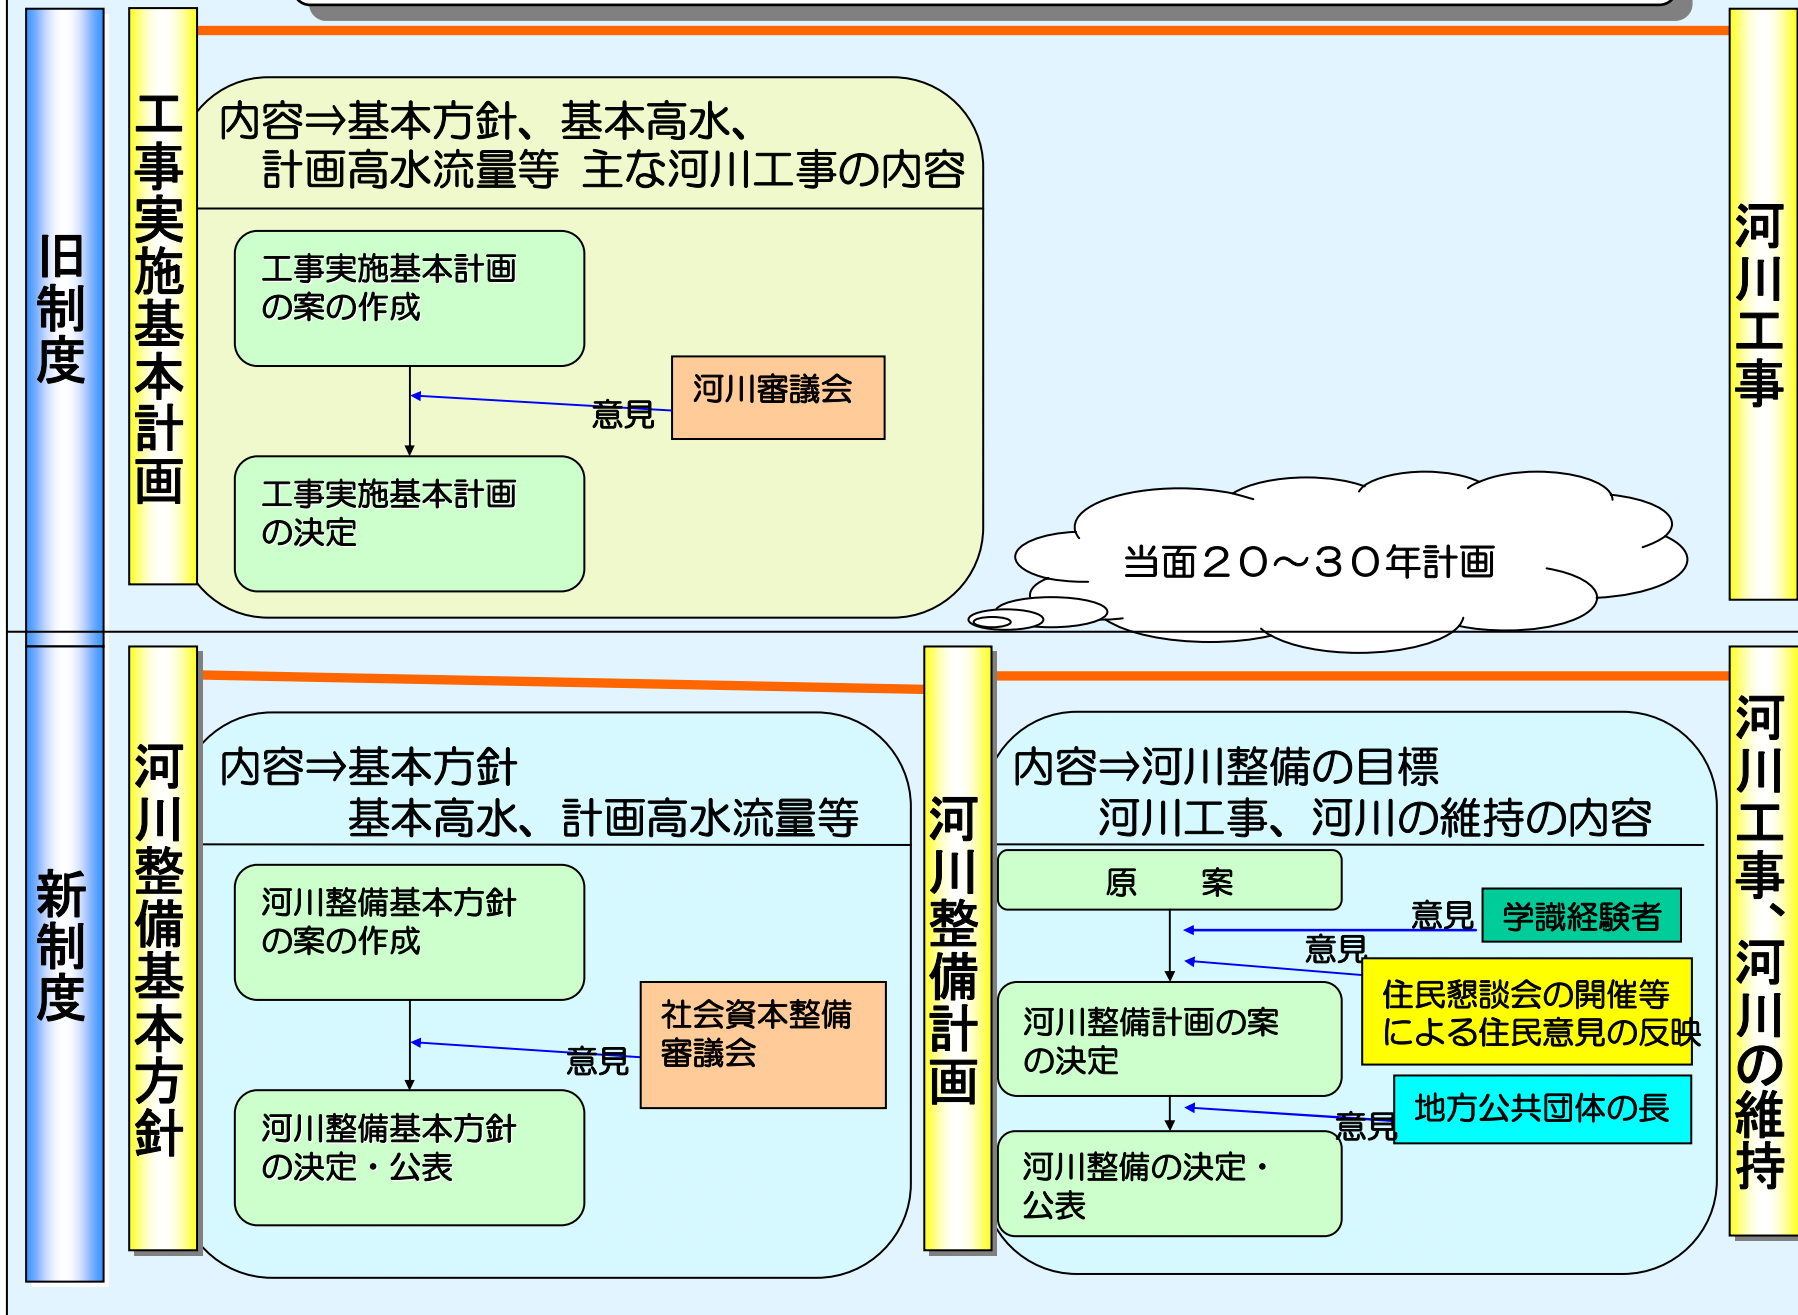 旧制度
工事実施基本計画
内容⇒基本方針、基本高水、
計画高水流量等 主な河川工事の内容
工事実施基本計画
の案の作成
河川審議会
意見
工事実施基本計画
の決定
河川工事
当面２０～３０年計画
新制度
河川整備基本方針
内容⇒基本方針
基本高水、計画高水流量等
河川整備基本方針
の案の作成
社会資本整備
審議会
意見
河川整備基本方針
の決定・公表
河川整備計画
内容⇒河川整備の目標
河川工事、河川の維持の内容
原　　案
意見
学識経験者
意見
住民懇談会の開催等
による住民意見の反映
河川整備計画の案
の決定
地方公共団体の長
意見
河川整備の決定・
公表
河川工事、河川の維持